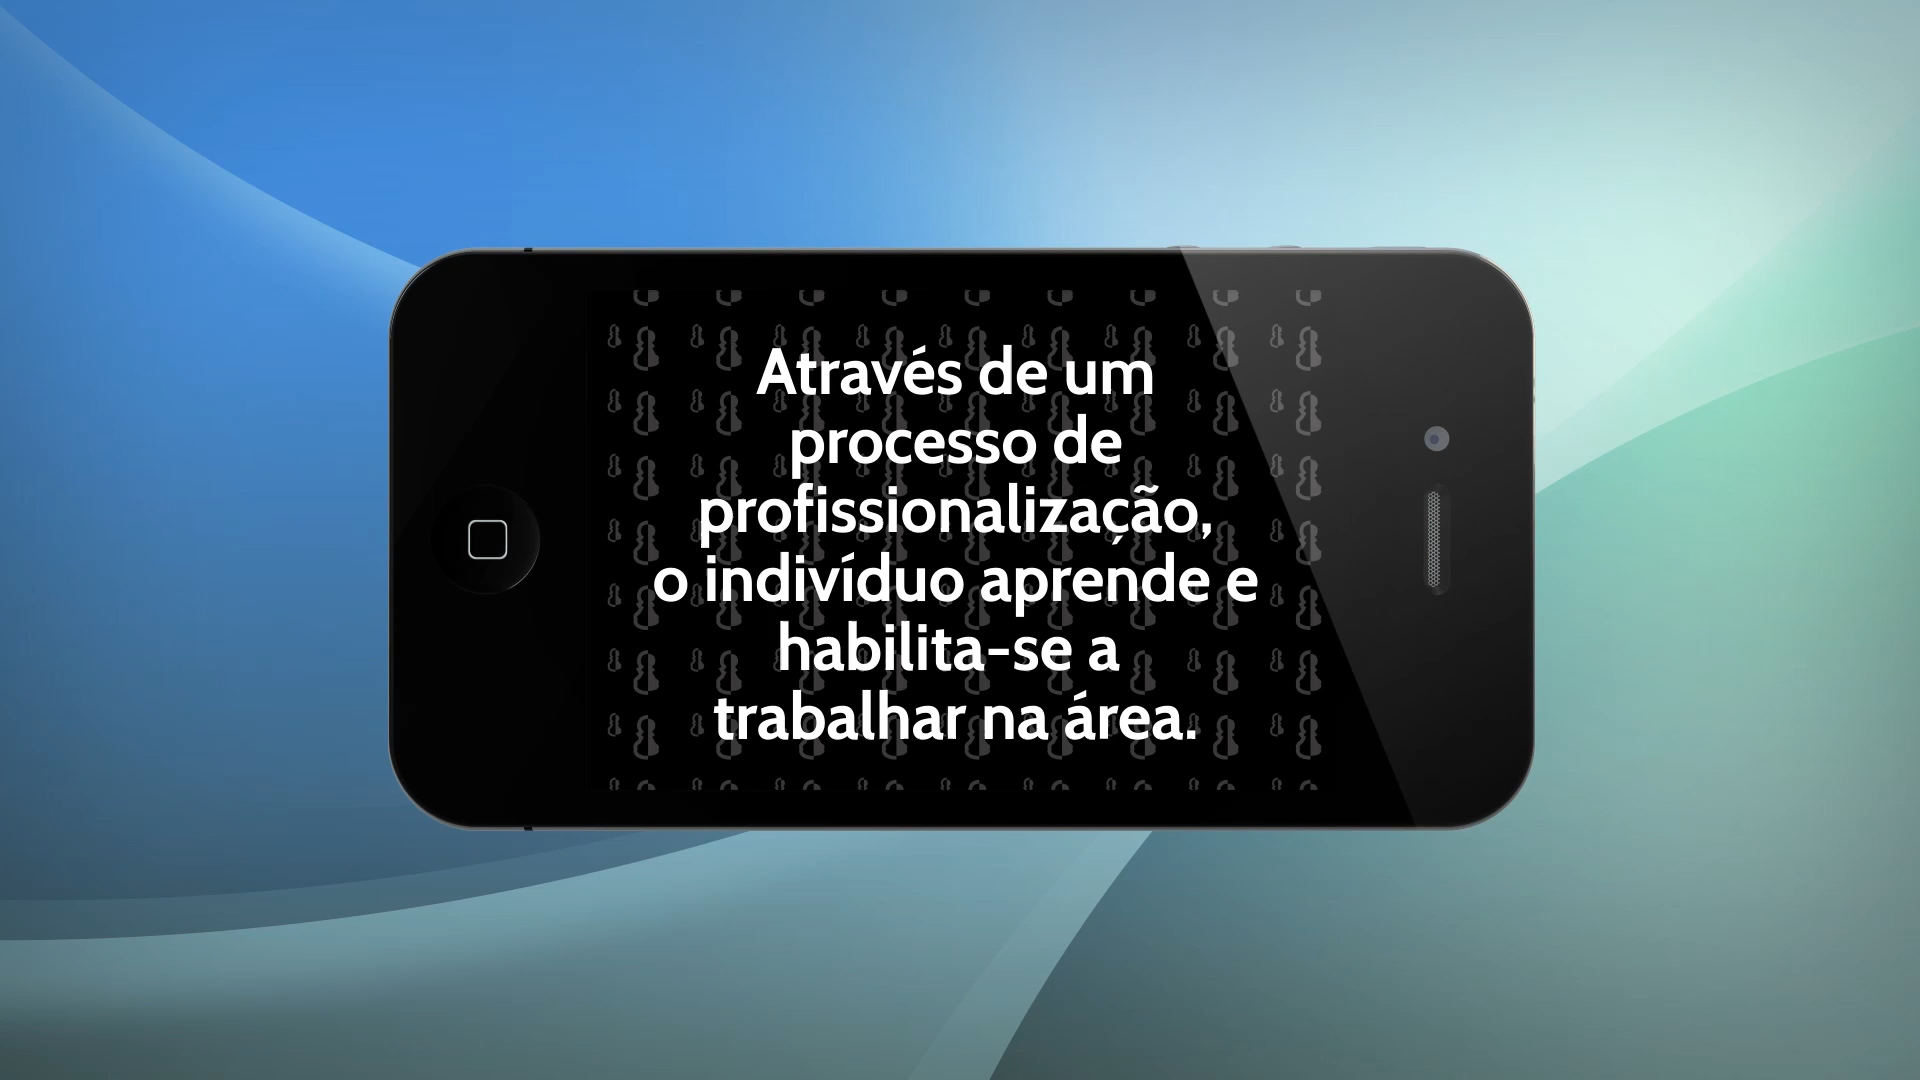 Através de um
processo de
profissionalização,
o indivíduo aprende e
habilita-se a
trabalhar na área.